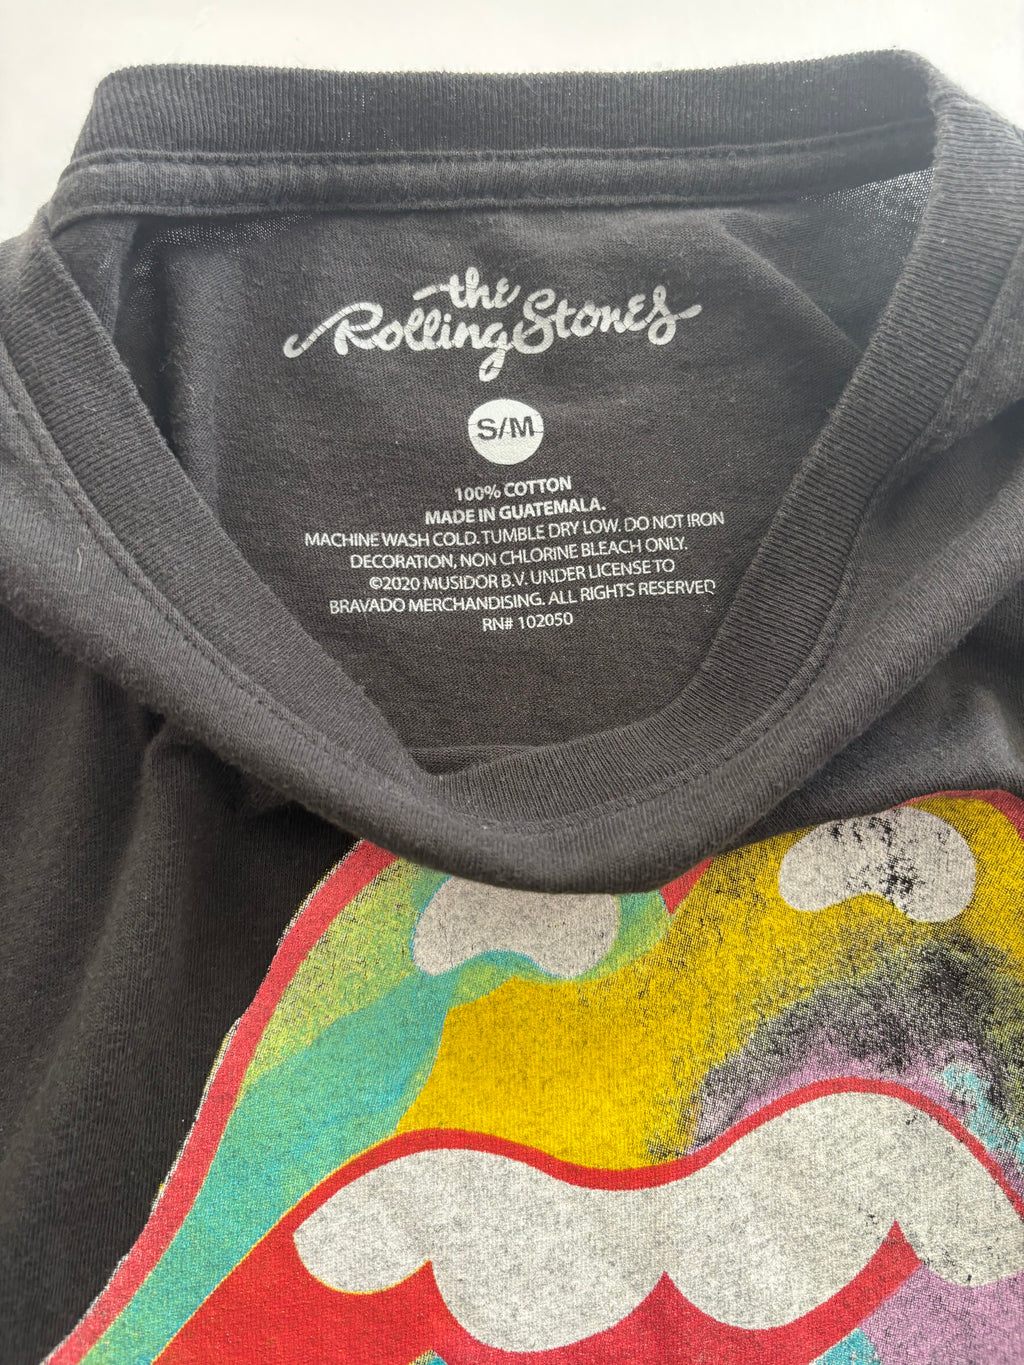 the
Rolling Stones
S/M
100% COTTON
MADE IN GUATEMALA.
MACHINE WASH COLD. TUMBLE DRY LOW. DO NOT IRON
DECORATION, NON CHLORINE BLEACH ONLY.
©2020 MUSIDOR B.V. UNDER LICENSE TO
BRAVADO MERCHANDISING. ALL RIGHTS RESERVED
RN# 102050